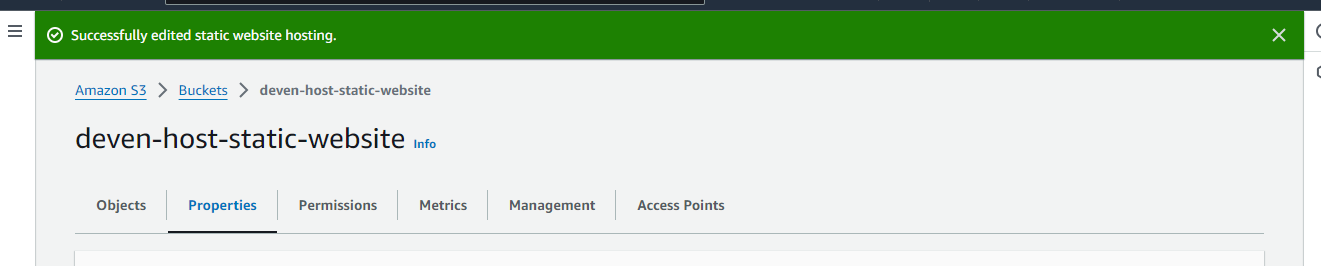 Successfully edited static website hosting.
Amazon S3 > Buckets > deven-host-static-website
deven-host-static-website Info
Objects Properties Permissions Metrics Management Access Points